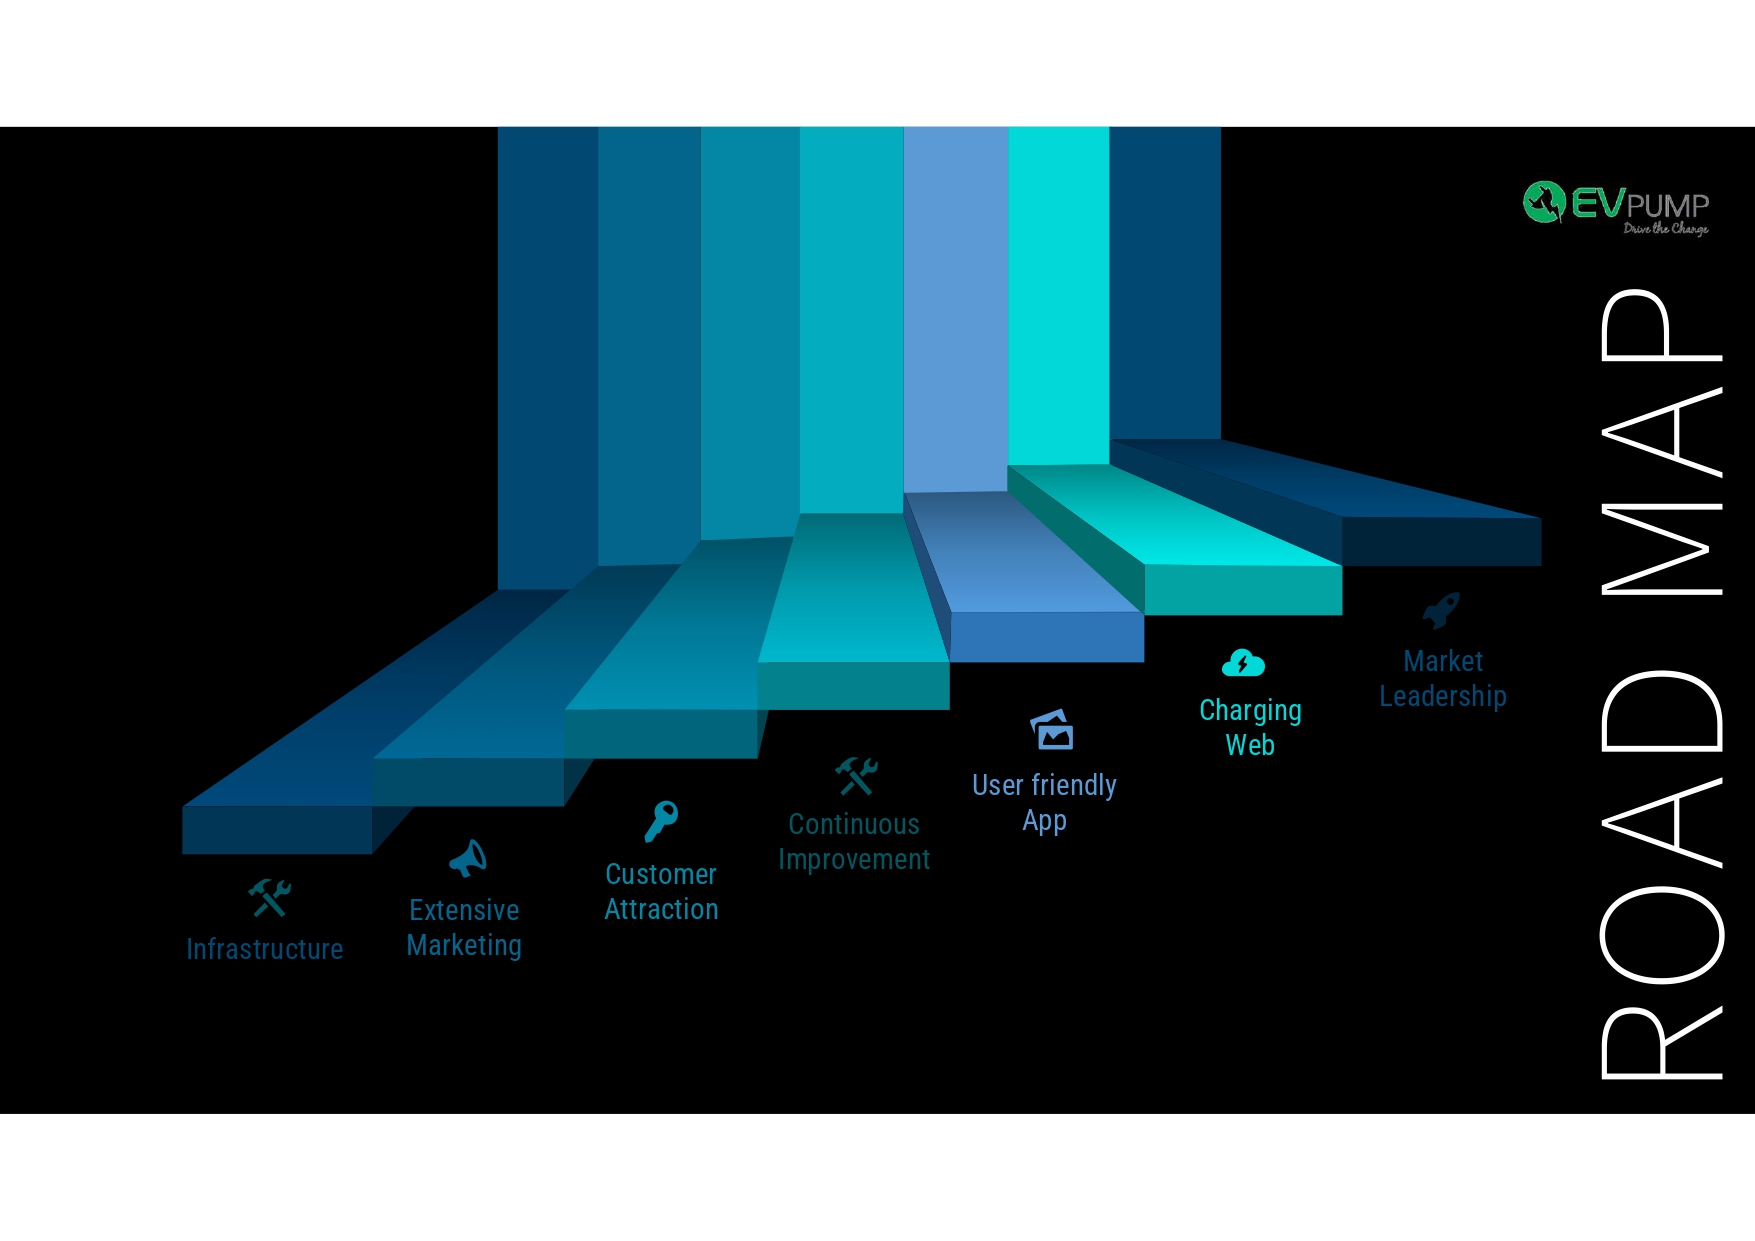 EVPUMP
Drive the Change
ROAD MAP
Infrastructure
Extensive
Marketing
Customer
Attraction
Continuous
Improvement
User friendly
App
Charging
Web
Market
Leadership